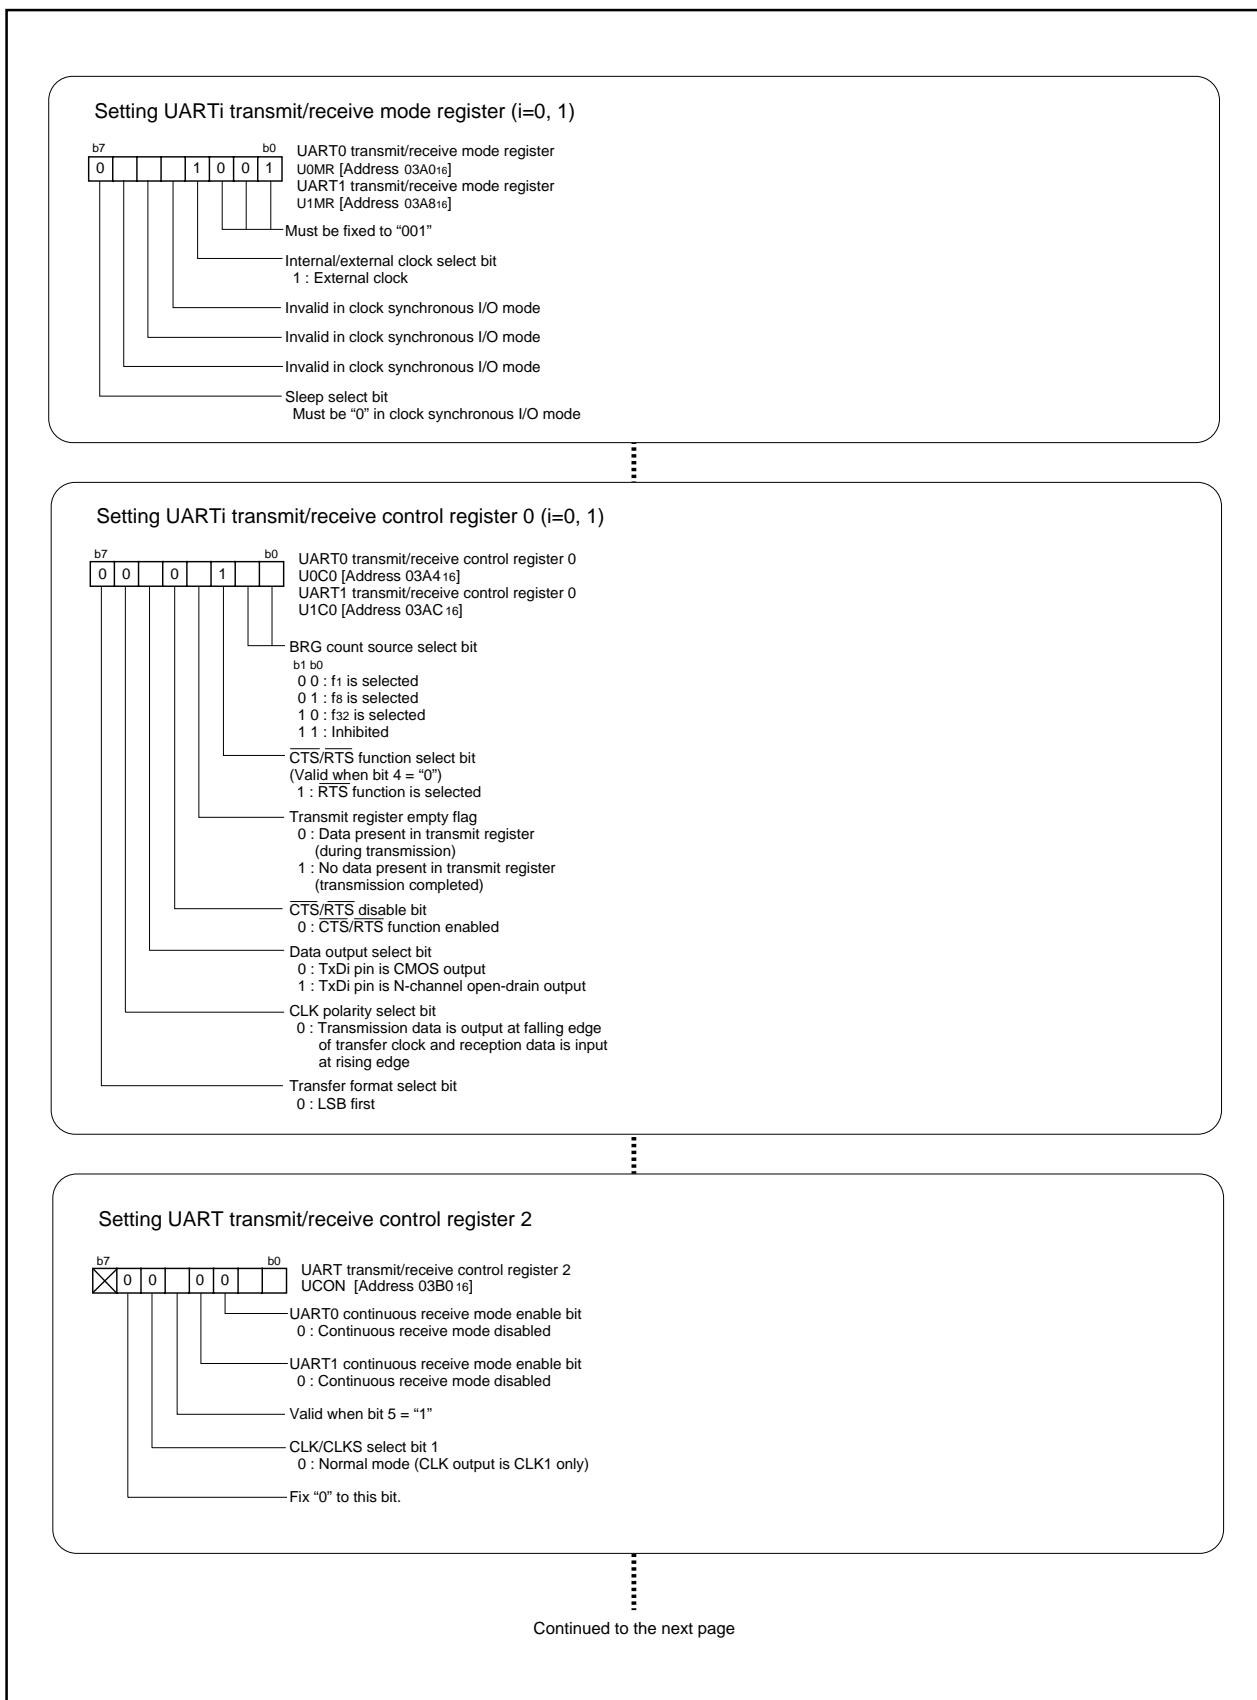 Setting UARTi transmit/receive mode register (i=0, 1)
b7 b0
0 1 0 0 1
UART0 transmit/receive mode register
U0MR [Address 03A016]
UART1 transmit/receive mode register
U1MR [Address 03A816]
Must be fixed to “001”
Internal/external clock select bit
1 : External clock
Invalid in clock synchronous I/O mode
Invalid in clock synchronous I/O mode
Invalid in clock synchronous I/O mode
Sleep select bit
Must be “0” in clock synchronous I/O mode
Setting UARTi transmit/receive control register 0 (i=0, 1)
b7 b0
0 0 0 1
UART0 transmit/receive control register 0
U0C0 [Address 03A416]
UART1 transmit/receive control register 0
U1C0 [Address 03AC16]
BRG count source select bit
b1 b0
0 0 : f1 is selected
0 1 : f8 is selected
1 0 : f32 is selected
1 1 : Inhibited
CTS/RTS function select bit
(Valid when bit 4 = “0”)
1 : RTS function is selected
Transmit register empty flag
0 : Data present in transmit register
(during transmission)
1 : No data present in transmit register
(transmission completed)
CTS/RTS disable bit
0 : CTS/RTS function enabled
Data output select bit
0 : TxDi pin is CMOS output
1 : TxDi pin is N-channel open-drain output
CLK polarity select bit
0 : Transmission data is output at falling edge
of transfer clock and reception data is input
at rising edge
Transfer format select bit
0 : LSB first
Setting UART transmit/receive control register 2
b7 b0
0 0 0 0
UART transmit/receive control register 2
UCON [Address 03B016]
UART0 continuous receive mode enable bit
0 : Continuous receive mode disabled
UART1 continuous receive mode enable bit
0 : Continuous receive mode disabled
Valid when bit 5 = “1”
CLK/CLKS select bit 1
0 : Normal mode (CLK output is CLK1 only)
Fix “0” to this bit.
Continued to the next page